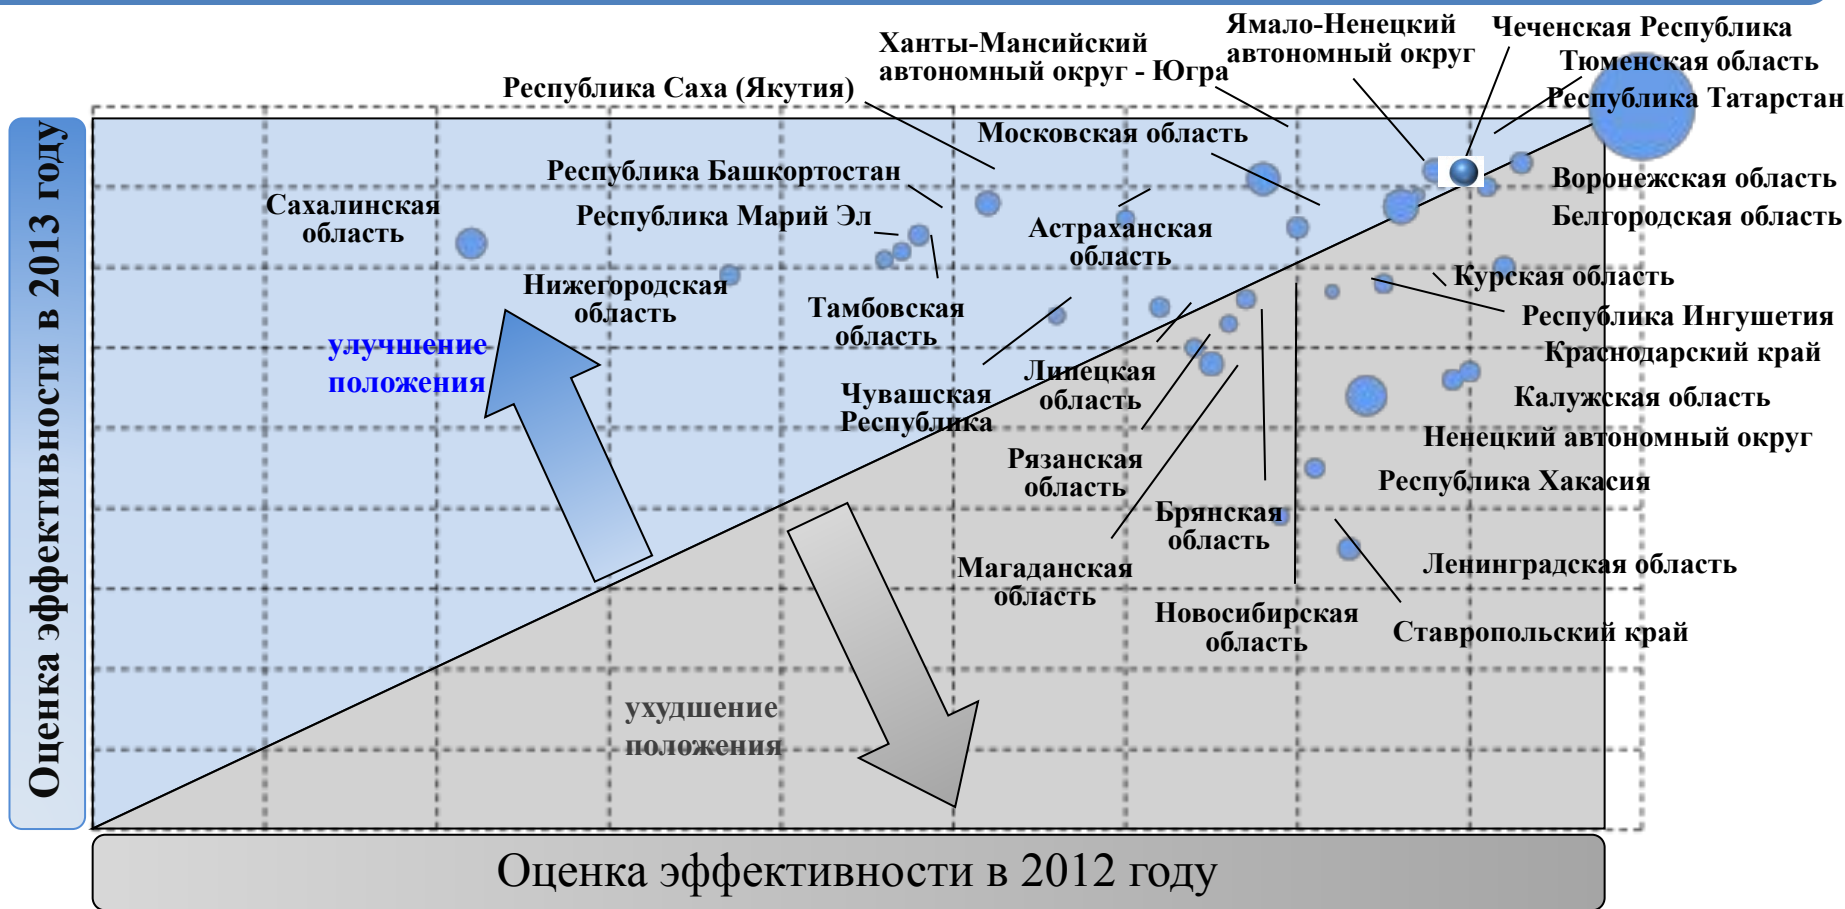 Ямало-Ненецкий
автономный округ
Чеченская Республика
Ханты-Мансийский
автономный округ - Югра
Тюменская область
Республика Саха (Якутия)
Республика Татарстан
Московская область
Республика Башкортостан
Воронежская область
Сахалинская
область
Республика Марий Эл
Белгородская область
Астраханская
область
Нижегородская
область
Курская область
Тамбовская
область
Республика Ингушетия
улучшение
положения
Краснодарский край
Чувашская
Республика
Липецкая
область
Калужская область
Ненецкий автономный округ
Рязанская
область
Республика Хакасия
Брянская
область
Магаданская
область
Ленинградская область
Новосибирская
область
Ставропольский край
ухудшение
положения
Оценка эффективности в 2013 году
Оценка эффективности в 2012 году